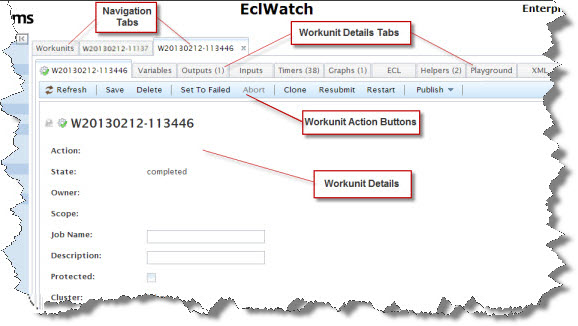 Navigation Tabs
EclWatch
Enterp
ms
Workunits W20130212-11137 W20130212-113446 ×
Workunit Details Tabs
W20130212-113446 Variables Outputs (1) Inputs Timers (38) Graphs (1) ECL Helpers (2) Playground XML
Refresh Save Delete Set To Failed Abort Clone Resubmit Restart Publish
W20130212-113446
Workunit Action Buttons
Action:
State: completed
Workunit Details
Owner:
Scope:
Job Name:
Description:
Protected:
Cluster: